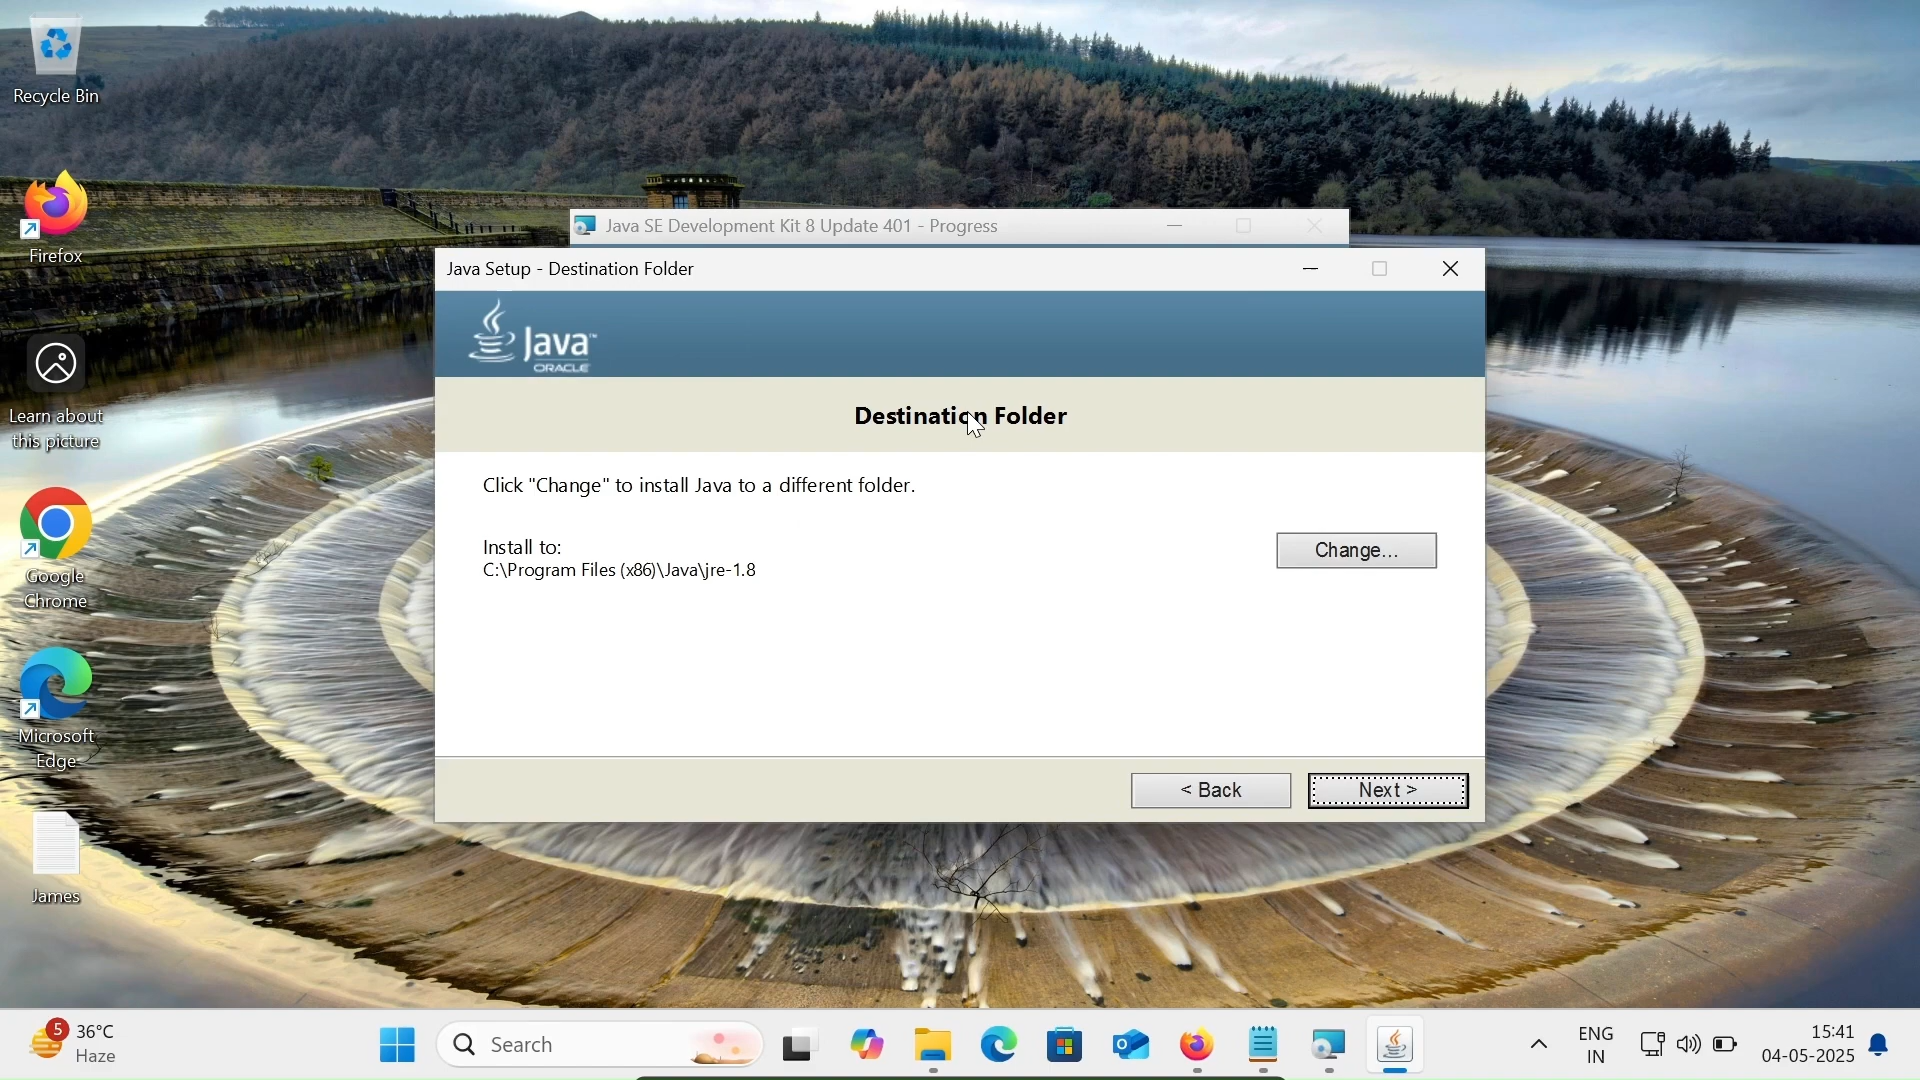 Recycle Bin
Firefox
Learn about
this picture
Google
Chrome
Microsoft
Edge
James
Java SE Development Kit 8 Update 401 - Progress
Java Setup - Destination Folder
Java™
ORACLE
Destination Folder
Click "Change" to install Java to a different folder.
Install to:
C:\Program Files (x86)\Java\jre-1.8
Change...
< Back
Next >
5
36°C
Haze
Search
ENG
IN
15:41
04-05-2025